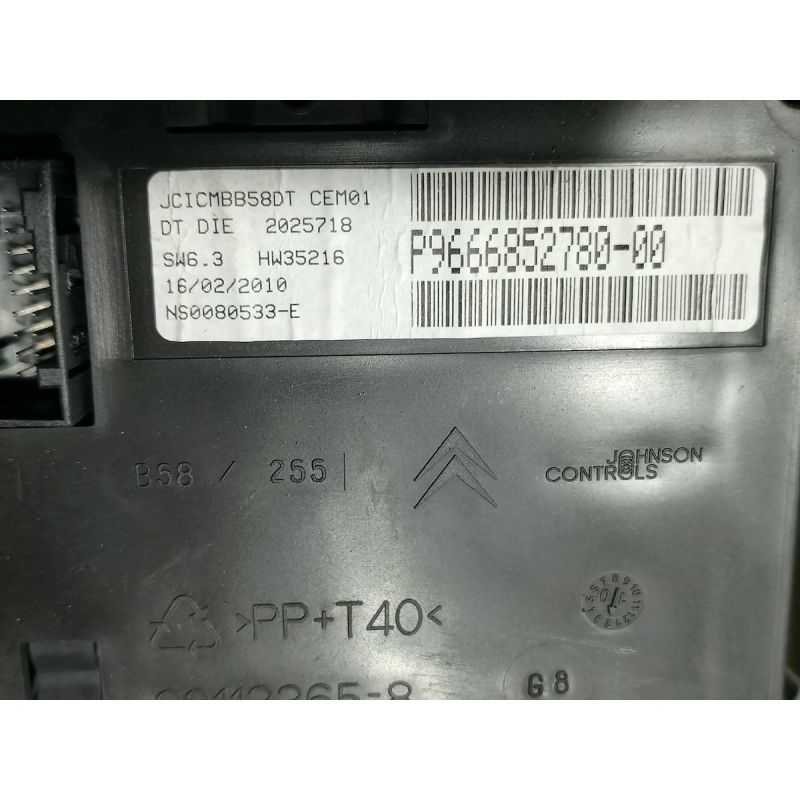 JCICMBB58DT CEM01
DT DIE 2025718
SW6.3 HW35216
16/02/2010
NS0080533-E
P9666852780-00
B58 / 255
JOHNSON
CONTROLS
>PP+T40<
G8